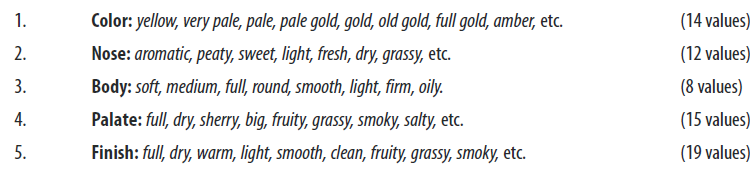 1. Color: yellow, very pale, pale, pale gold, gold, old gold, full gold, amber, etc. (14 values)
2. Nose: aromatic, peaty, sweet, light, fresh, dry, grassy, etc. (12 values)
3. Body: soft, medium, full, round, smooth, light, firm, oily. (8 values)
4. Palate: full, dry, sherry, big, fruity, grassy, smoky, salty, etc. (15 values)
5. Finish: full, dry, warm, light, smooth, clean, fruity, grassy, smoky, etc. (19 values)